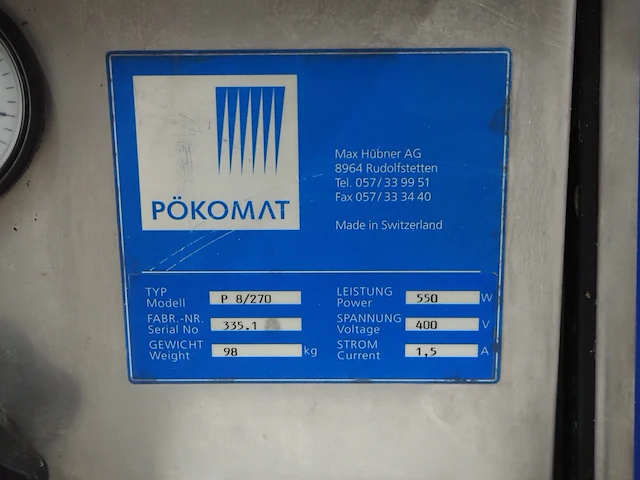 PÖKOMAT
Max Hübner AG
8964 Rudolfstetten
Tel. 057/33 99 51
Fax 057/33 34 40
Made in Switzerland
TYP
Modell P 8/270
FABR.-NR.
Serial No 335.1
GEWICHT
Weight 98 kg
LEISTUNG
Power 550 W
SPANNUNG
Voltage 400 V
STROM
Current 1,5 A